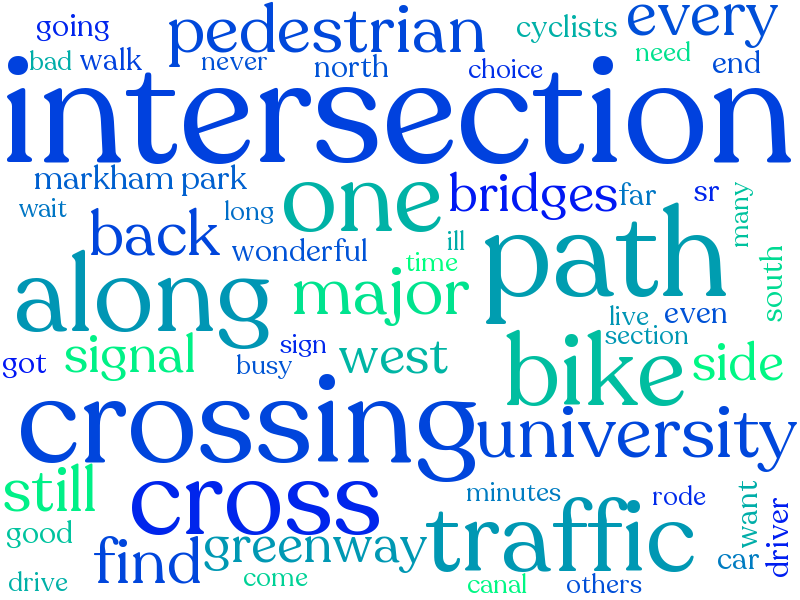 going
pedestrian
cyclists
every
bad
walk
never
north
choice
need
end
intersection
markham park
one
bridges
far
sr
many
wait
back
long
wonderful
ill
path
along
time
major
south
live
even
section
got
signal
busy
sign
west
bike
side
crossing
university
still
cross
minutes
rode
want
driver
good
find
greenway
traffic
car
drive
come
canal
others